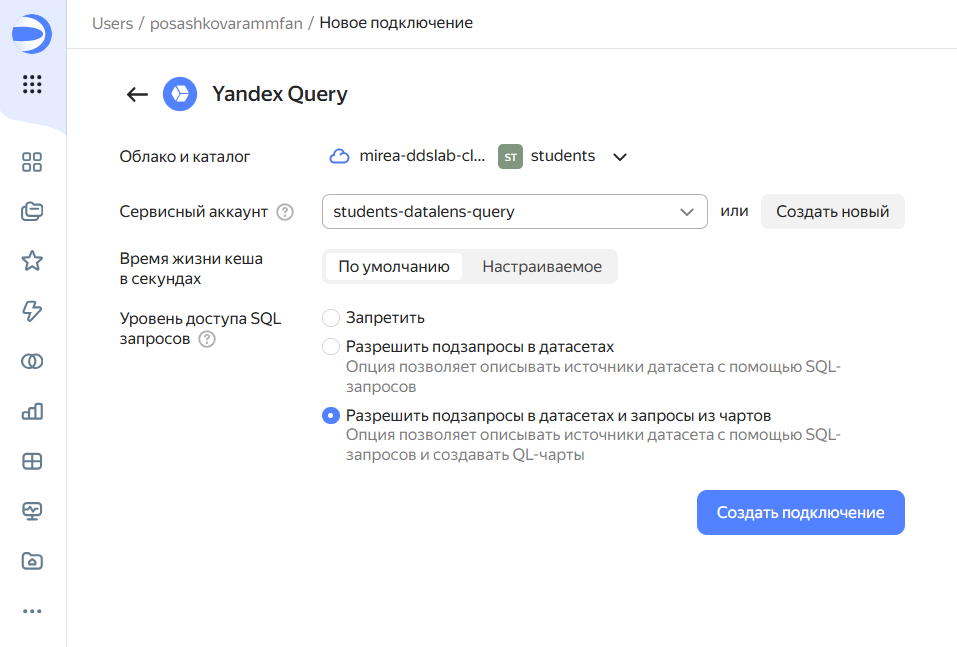 Users / posashkovarammfan / Новое подключение
Yandex Query
Облако и каталог
mirea-ddslab-cl... ST students
Сервисный аккаунт ?
students-datalens-query
или
Создать новый
Время жизни кеша
в секундах
По умолчанию
Настраиваемое
Уровень доступа SQL
запросов ?
Запретить
Разрешить подзапросы в датасетах
Опция позволяет описывать источники датасета с помощью SQL-
запросов
Разрешить подзапросы в датасетах и запросы из чартов
Опция позволяет описывать источники датасета с помощью SQL-
запросов и создавать QL-чарты
Создать подключение